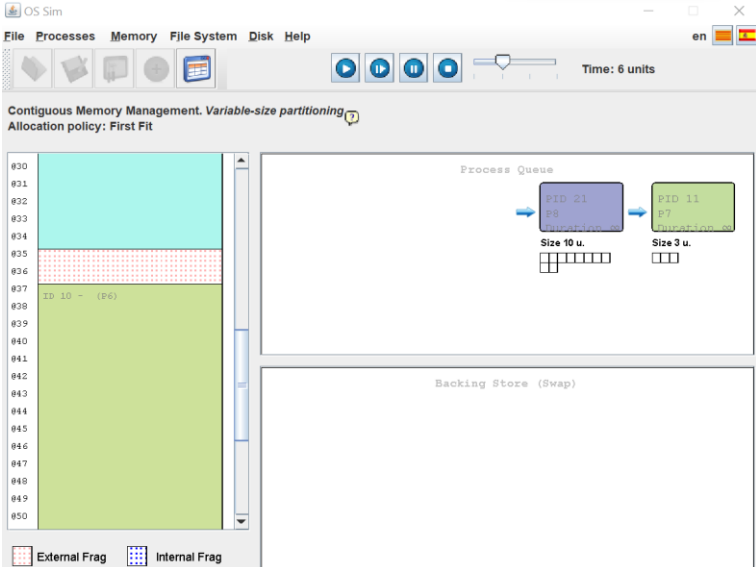 OS Sim
File Processes Memory File System Disk Help
en
Time: 6 units
Contiguous Memory Management. Variable-size partitioning
?
Allocation policy: First Fit
Process Queue
PID 21
P8
Duration ∞
Size 10 u.
PID 11
P7
Duration ∞
Size 3 u.
@30
@31
@32
@33
@34
@35
@36
@37
ID 10 - (P6)
@38
@39
@40
@41
@42
@43
@44
@45
@46
@47
@48
@49
@50
Backing Store (Swap)
External Frag
Internal Frag